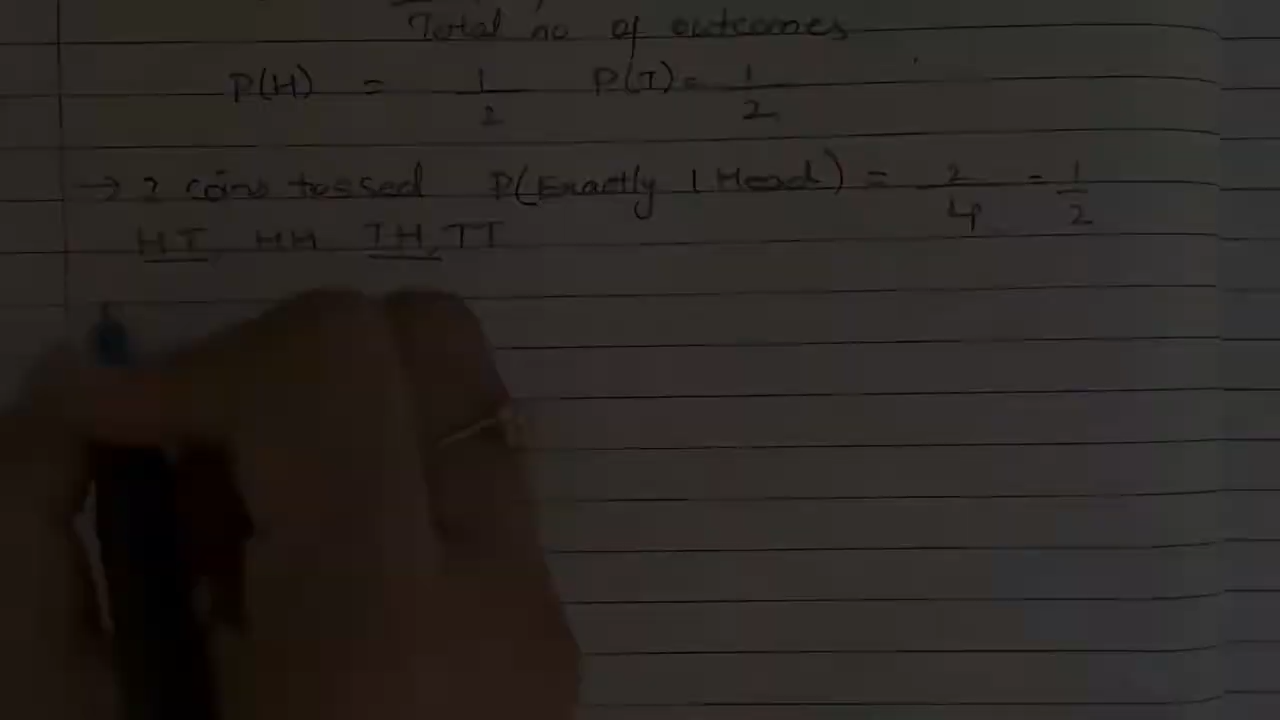 Total no of outcomes
P(H) = 1/2 P(T) = 1/2
→ 2 coins tossed P(Exactly 1 Head) = 2/4 = 1/2
HT HH TH, TT